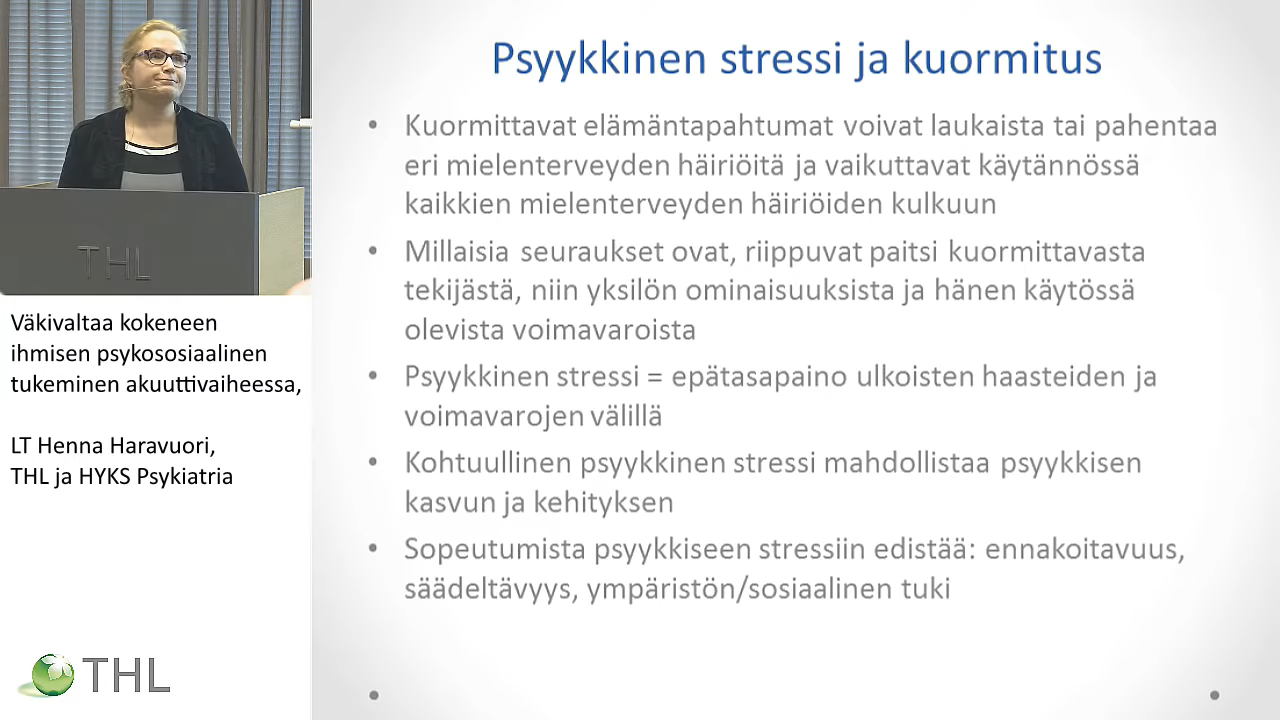 THL
Väkivaltaa kokeneen
ihmisen psykososiaalinen
tukeminen akuuttivaiheessa,
LT Henna Haravuori,
THL ja HYKS Psykiatria
THL
Psyykkinen stressi ja kuormitus
• Kuormittavat elämäntapahtumat voivat laukaista tai pahentaa
eri mielenterveyden häiriöitä ja vaikuttavat käytännössä
kaikkien mielenterveyden häiriöiden kulkuun
• Millaisia seuraukset ovat, riippuvat paitsi kuormittavasta
tekijästä, niin yksilön ominaisuuksista ja hänen käytössä
olevista voimavaroista
• Psyykkinen stressi = epätasapaino ulkoisten haasteiden ja
voimavarojen välillä
• Kohtuullinen psyykkinen stressi mahdollistaa psyykkisen
kasvun ja kehityksen
• Sopeutumista psyykkiseen stressiin edistää: ennakoitavuus,
säädeltävyys, ympäristön/sosiaalinen tuki